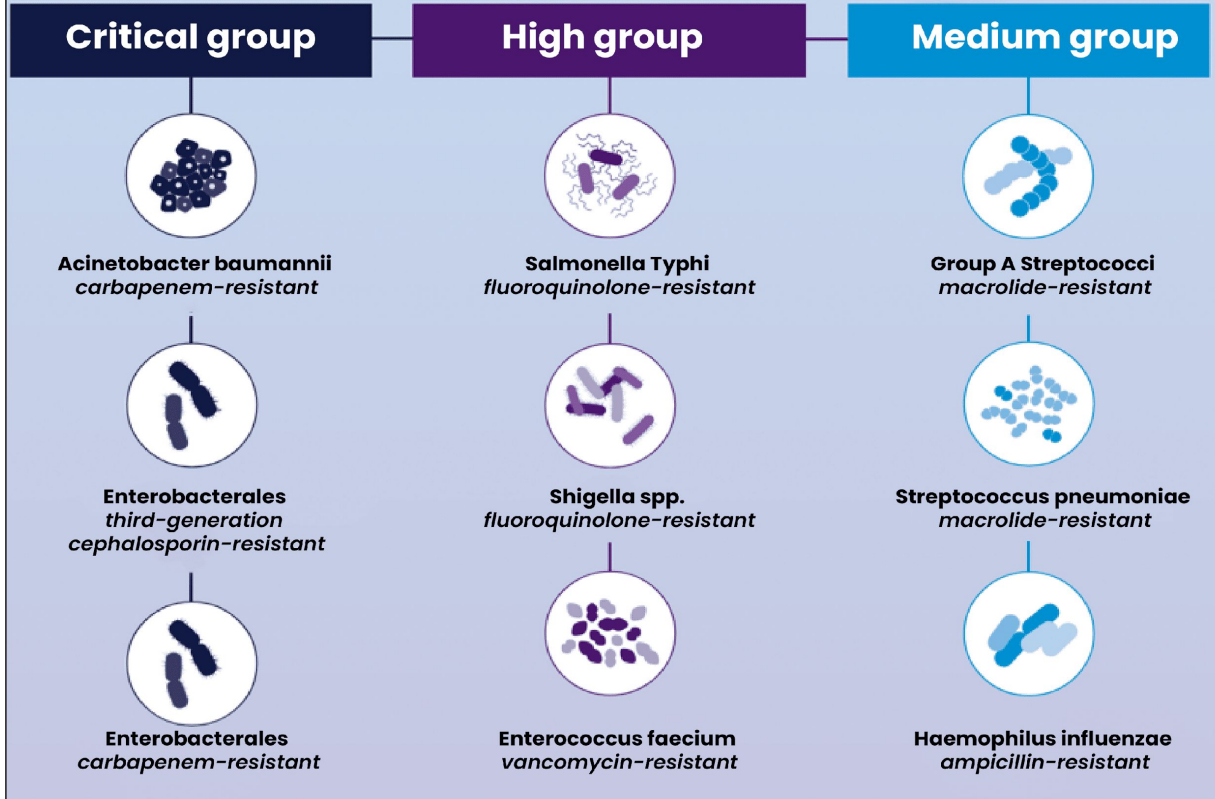 Critical group
High group
Medium group
Acinetobacter baumannii
carbapenem-resistant
Salmonella Typhi
fluoroquinolone-resistant
Group A Streptococci
macrolide-resistant
Enterobacterales
third-generation
cephalosporin-resistant
Shigella spp.
fluoroquinolone-resistant
Streptococcus pneumoniae
macrolide-resistant
Enterobacterales
carbapenem-resistant
Enterococcus faecium
vancomycin-resistant
Haemophilus influenzae
ampicillin-resistant